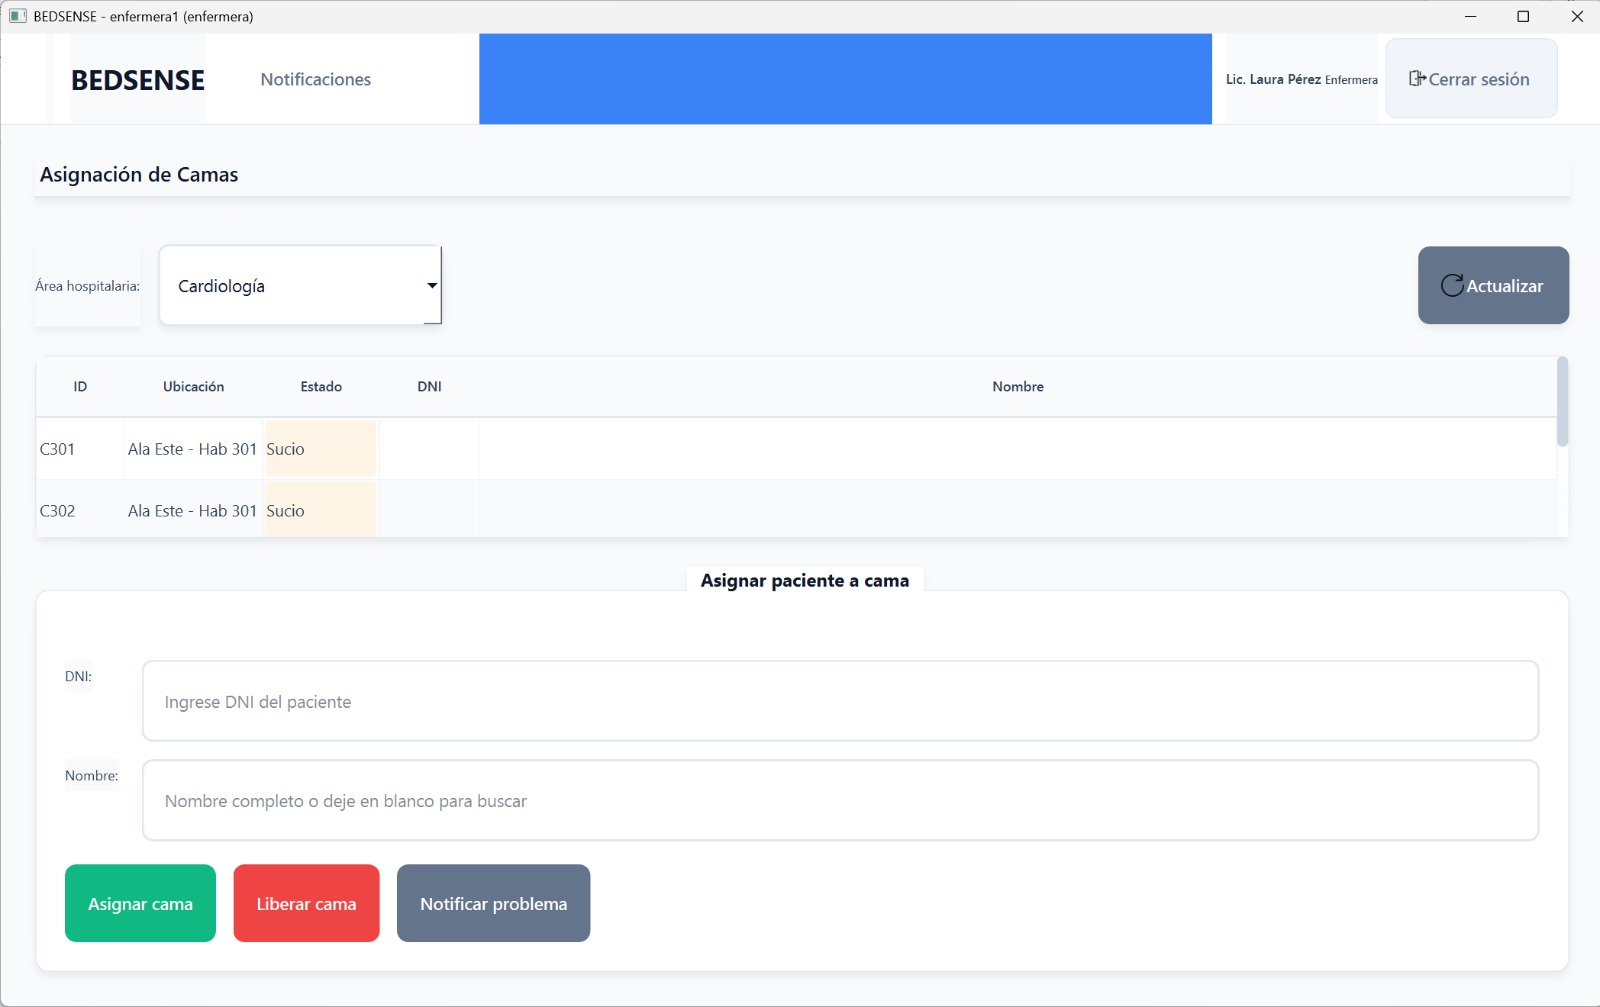 BEDSENSE - enfermera1 (enfermera)
BEDSENSE
Notificaciones
Lic. Laura Pérez Enfermera
Cerrar sesión
Asignación de Camas
Área hospitalaria:
Cardiología
Actualizar
ID Ubicación Estado DNI Nombre
C301 Ala Este - Hab 301 Sucio
C302 Ala Este - Hab 301 Sucio
Asignar paciente a cama
DNI:
Ingrese DNI del paciente
Nombre:
Nombre completo o deje en blanco para buscar
Asignar cama
Liberar cama
Notificar problema